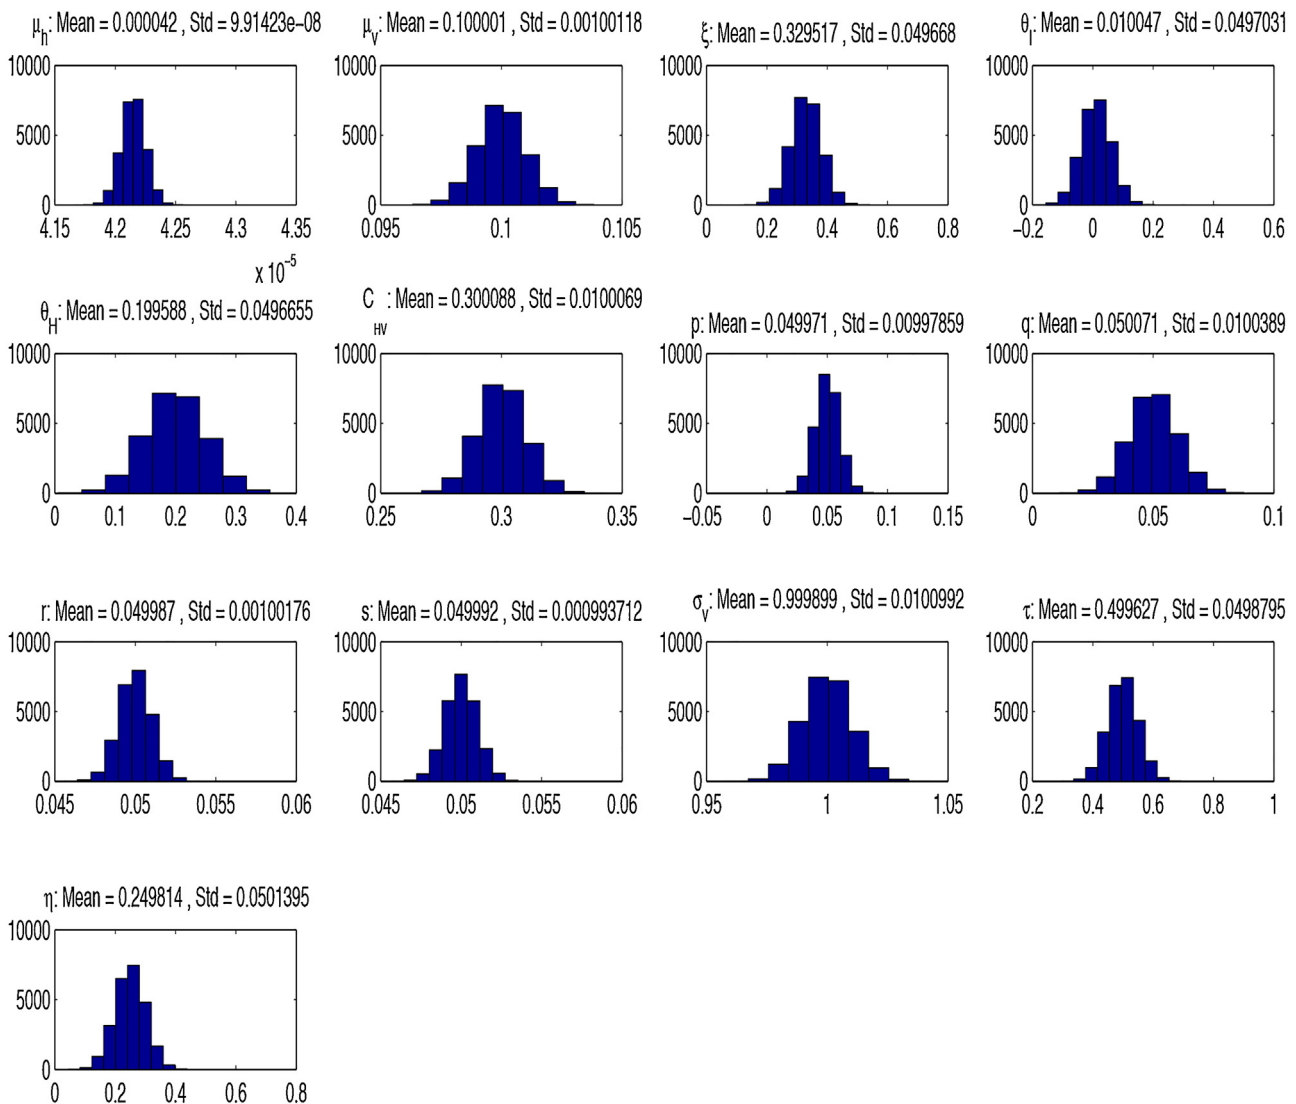 μh: Mean = 0.000042 , Std = 9.91423e−08
10000
5000
0
4.15 4.2 4.25 4.3 4.35
x 10−5
μv: Mean = 0.100001 , Std = 0.00100118
10000
5000
0
0.095 0.1 0.105
ξ: Mean = 0.329517 , Std = 0.049668
10000
5000
0
0 0.2 0.4 0.6 0.8
θI: Mean = 0.010047 , Std = 0.0497031
10000
5000
0
−0.2 0 0.2 0.4 0.6
θH: Mean = 0.199588 , Std = 0.0496655
10000
5000
0
0 0.1 0.2 0.3 0.4
CHV: Mean = 0.300088 , Std = 0.0100069
10000
5000
0
0.25 0.3 0.35
p: Mean = 0.049971 , Std = 0.00997859
10000
5000
0
−0.05 0 0.05 0.1 0.15
q: Mean = 0.050071 , Std = 0.0100389
10000
5000
0
0 0.05 0.1
r: Mean = 0.049987 , Std = 0.00100176
10000
5000
0
0.045 0.05 0.055 0.06
s: Mean = 0.049992 , Std = 0.000993712
10000
5000
0
0.045 0.05 0.055 0.06
σv: Mean = 0.999899 , Std = 0.0100992
10000
5000
0
0.95 1 1.05
τ: Mean = 0.499627 , Std = 0.0498795
10000
5000
0
0.2 0.4 0.6 0.8 1
η: Mean = 0.249814 , Std = 0.0501395
10000
5000
0
0 0.2 0.4 0.6 0.8